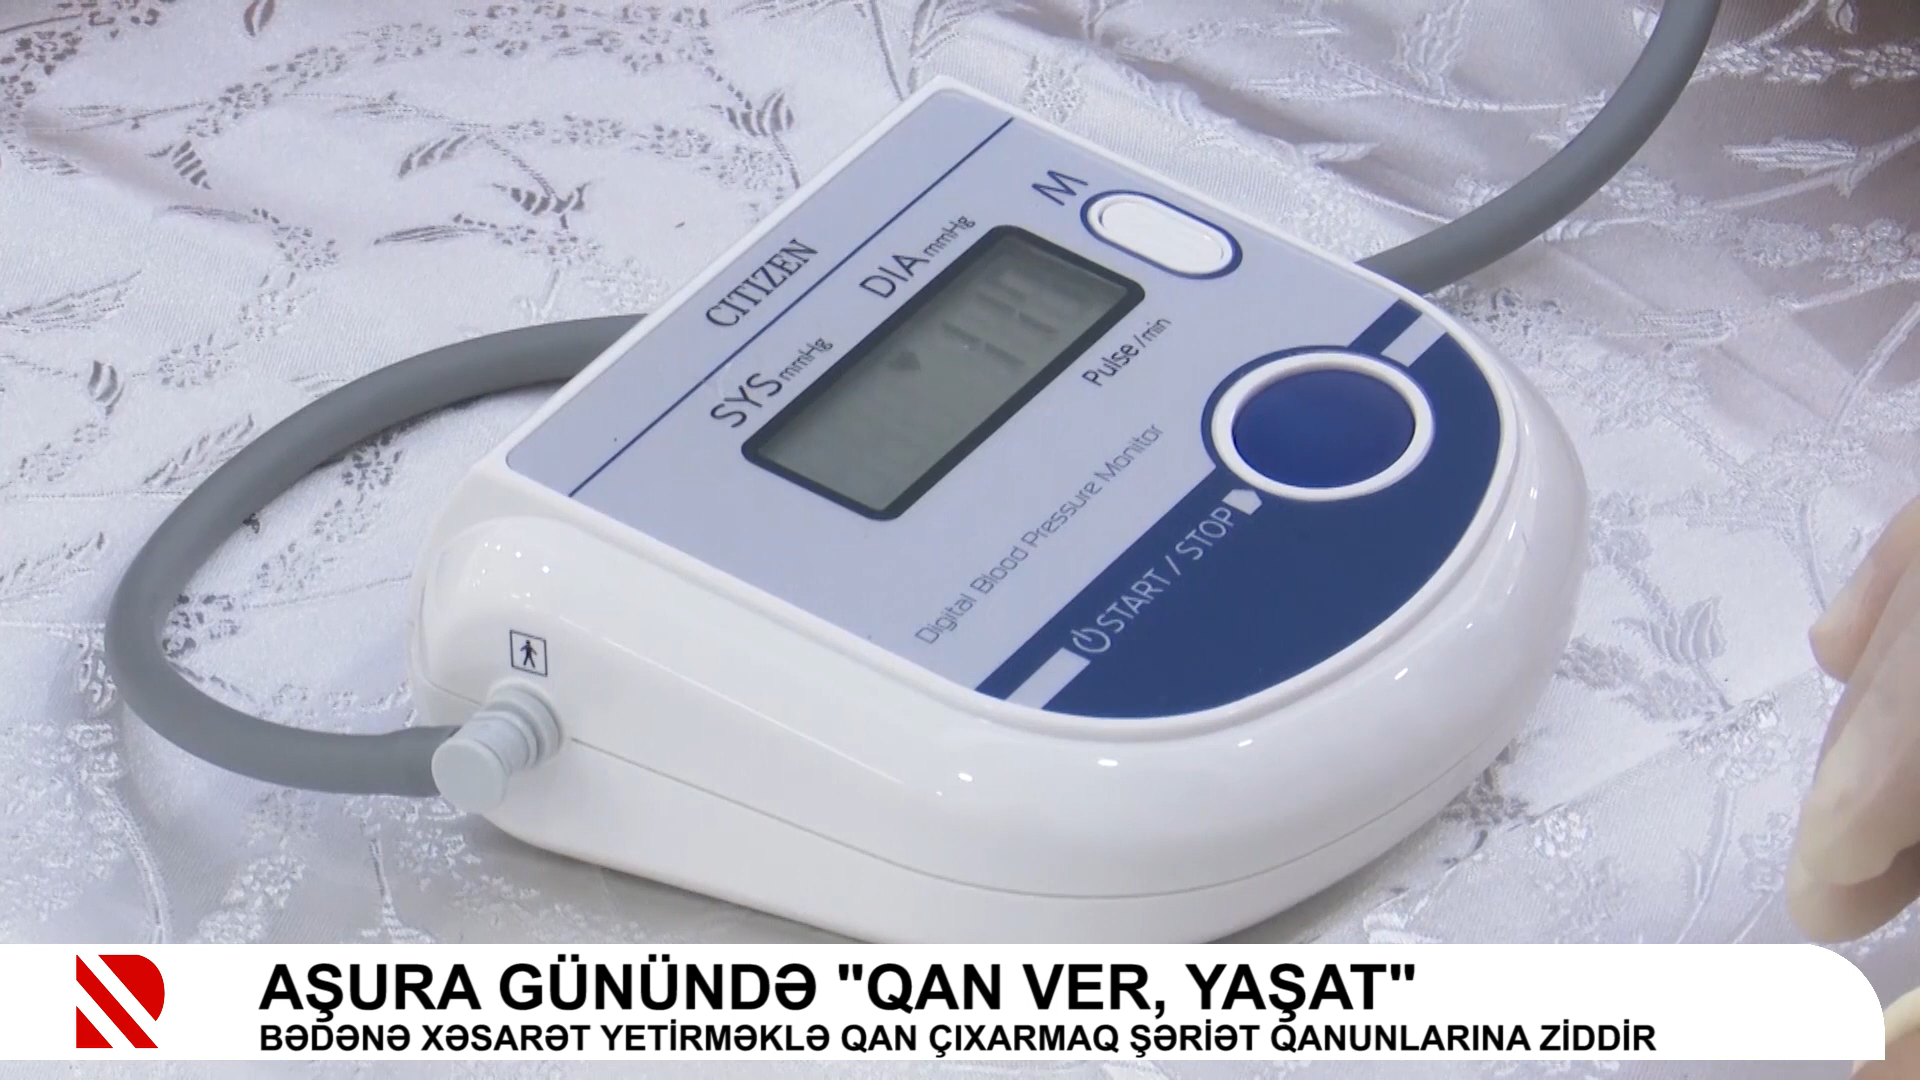 CITIZEN
M
SYS mmHg
DIA mmHg
Pulse/min
Digital Blood Pressure Monitor
START / STOP
AŞURA GÜNÜNDƏ "QAN VER, YAŞAT"
BƏDƏNƏ XƏSARƏT YETİRMƏKLƏ QAN ÇIXARMAQ ŞƏRİƏT QANUNLARINA ZİDDİR